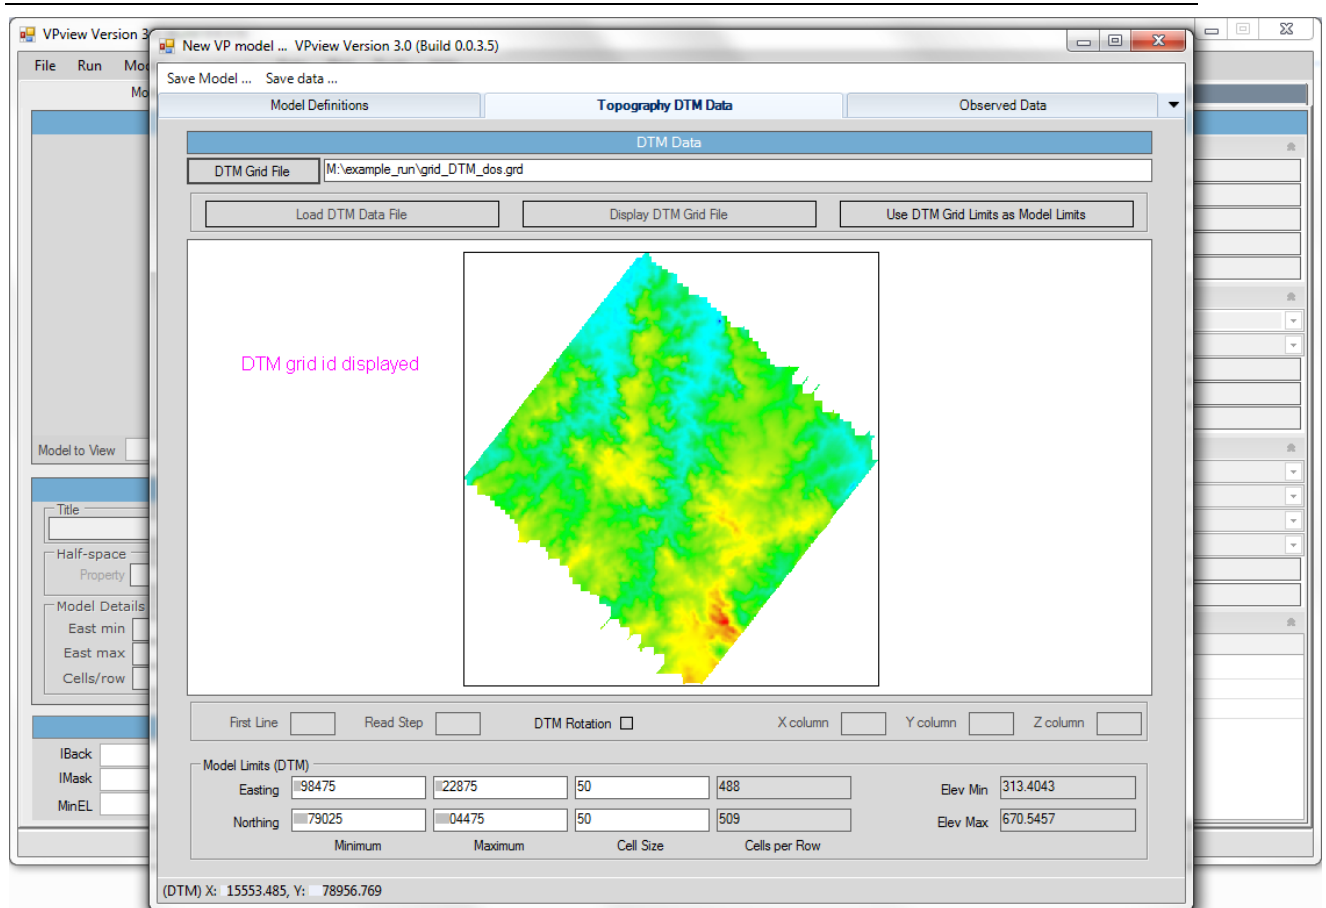 VPview Version 3
New VP model ... VPview Version 3.0 (Build 0.0.3.5)
File Run Mod
Save Model ... Save data ...
Mo
Model Definitions Topography DTM Data Observed Data
DTM Data
DTM Grid File M:\example_run\grid_DTM_dos.grd
Load DTM Data File Display DTM Grid File Use DTM Grid Limits as Model Limits
DTM grid id displayed
Model to View
Title
Half-space
Property
Model Details
East min
East max
Cells/row
First Line Read Step DTM Rotation X column Y column Z column
IBack
IMask
MinEL
Model Limits (DTM)
Easting 98475 22875 50 488 Elev Min 313.4043
Northing 79025 04475 50 509 Elev Max 670.5457
Minimum Maximum Cell Size Cells per Row
(DTM) X: 15553.485, Y: 78956.769